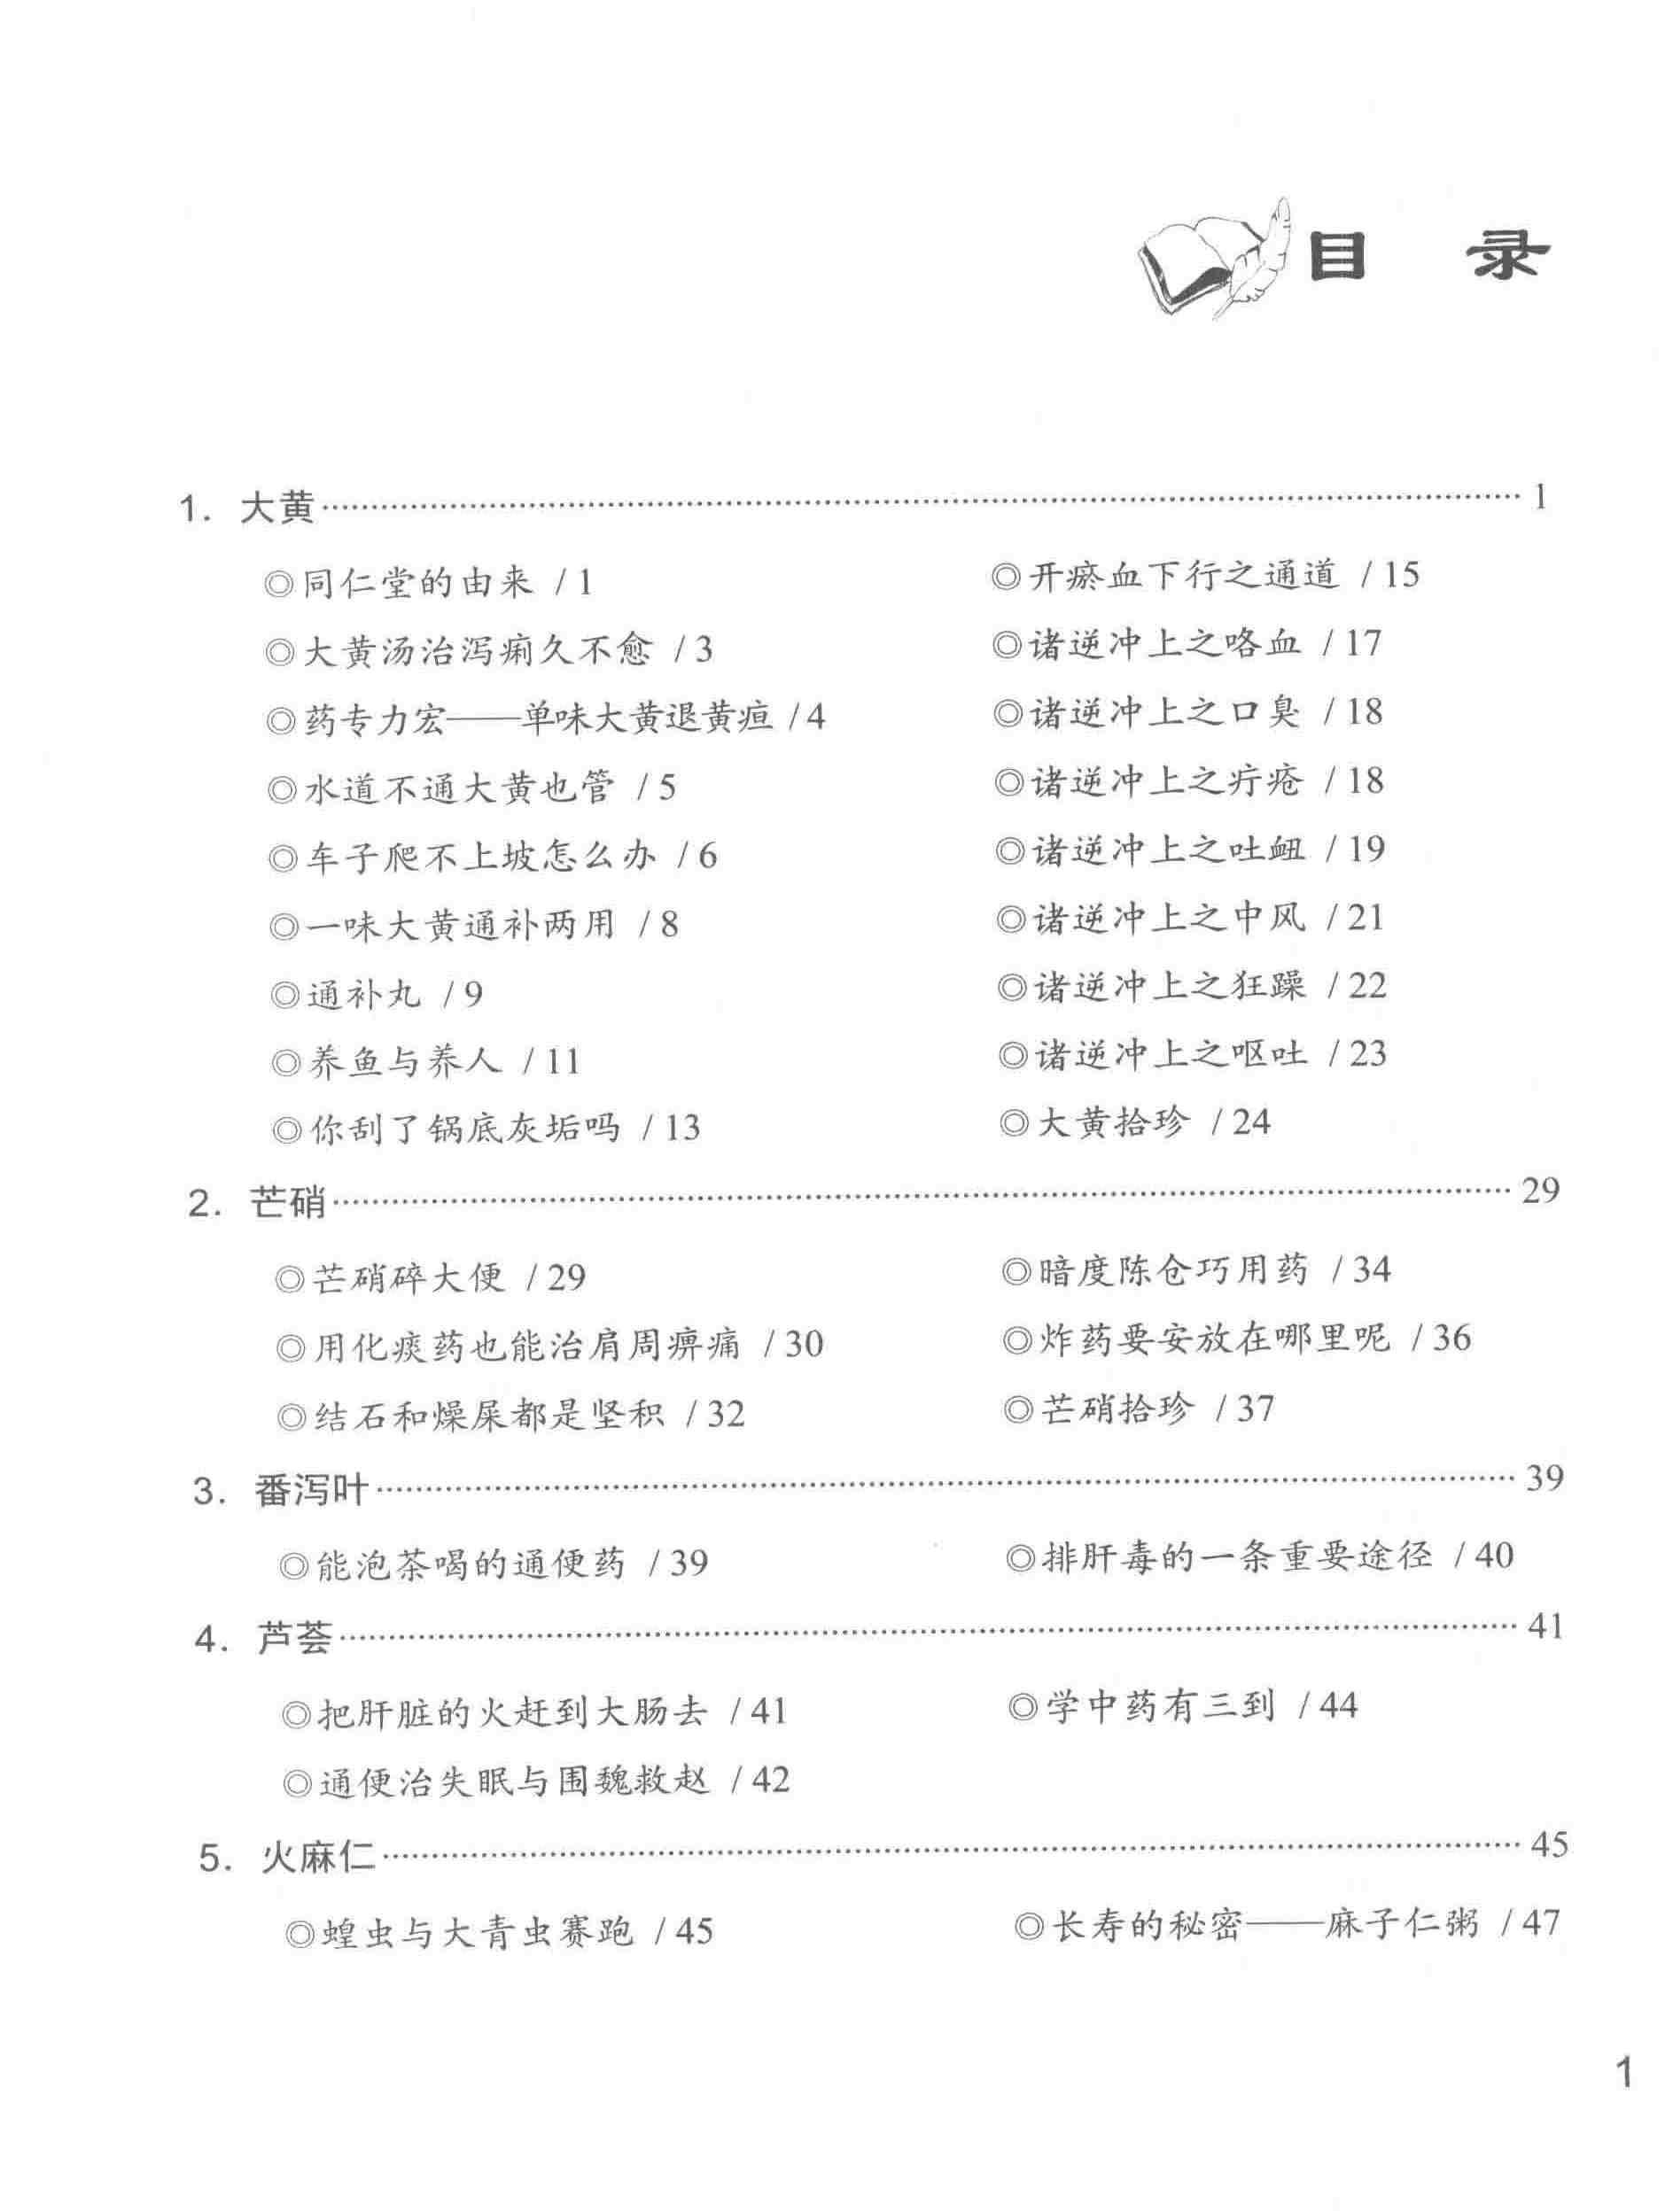 目 录
1. 大黄……1
◎同仁堂的由来 /1
◎大黄汤治泻痢久不愈 /3
◎药专力宏——单味大黄退黄疸 /4
◎水道不通大黄也管 /5
◎车子爬不上坡怎么办 /6
◎一味大黄通补两用 /8
◎通补丸 /9
◎养鱼与养人 /11
◎你刮了锅底灰垢吗 /13
◎开瘀血下行之通道 /15
◎诸逆冲上之咯血 /17
◎诸逆冲上之口臭 /18
◎诸逆冲上之疔疮 /18
◎诸逆冲上之吐衄 /19
◎诸逆冲上之中风 /21
◎诸逆冲上之狂躁 /22
◎诸逆冲上之呕吐 /23
◎大黄拾珍 /24
2. 芒硝……29
◎芒硝碎大便 /29
◎用化痰药也能治肩周痹痛 /30
◎结石和燥屎都是坚积 /32
◎暗度陈仓巧用药 /34
◎炸药要安放在哪里呢 /36
◎芒硝拾珍 /37
3. 番泻叶……39
◎能泡茶喝的通便药 /39
◎排肝毒的一条重要途径 /40
4. 芦荟……41
◎把肝脏的火赶到大肠去 /41
◎通便治失眠与围魏救赵 /42
◎学中药有三到 /44
5. 火麻仁……45
◎蝗虫与大青虫赛跑 /45
◎长寿的秘密——麻子仁粥 /47
1